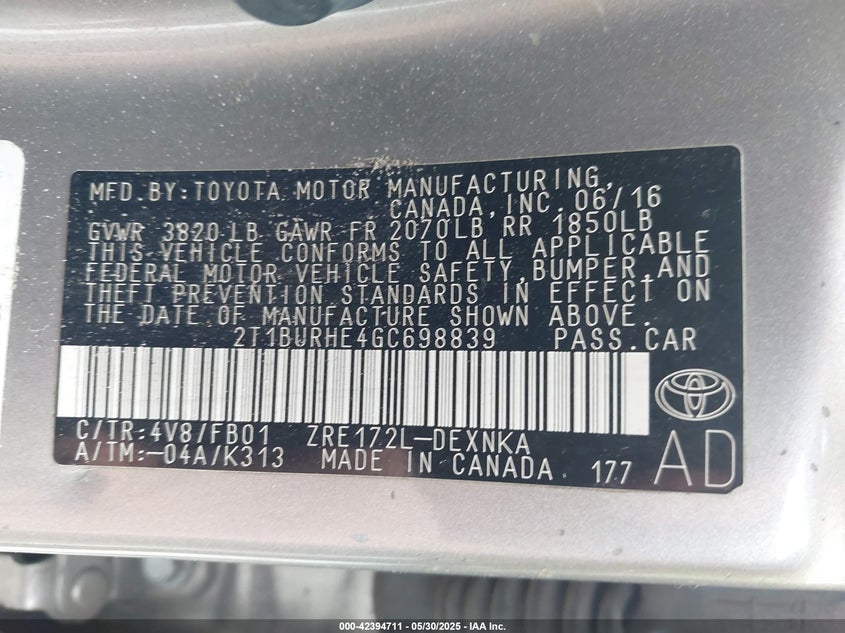 MFD.BY:TOYOTA MOTOR MANUFACTURING,
CANADA,INC. 06/16
GVWR 3820 LB GAWR FR 2070LB RR 1850LB
THIS VEHICLE CONFORMS TO ALL APPLICABLE
FEDERAL MOTOR VEHICLE SAFETY,BUMPER,AND
THEFT PREVENTION STANDARDS IN EFFECT ON
THE DATE OF MANUFACTURE SHOWN ABOVE.
2T1BURHE4GC698839 PASS.CAR
C/TR:4V8/FB01 ZRE172L-DEXNKA
A/TM:-04A/K313 MADE IN CANADA 177 AD
000-42394711 — 05/30/2025 — IAA Inc.